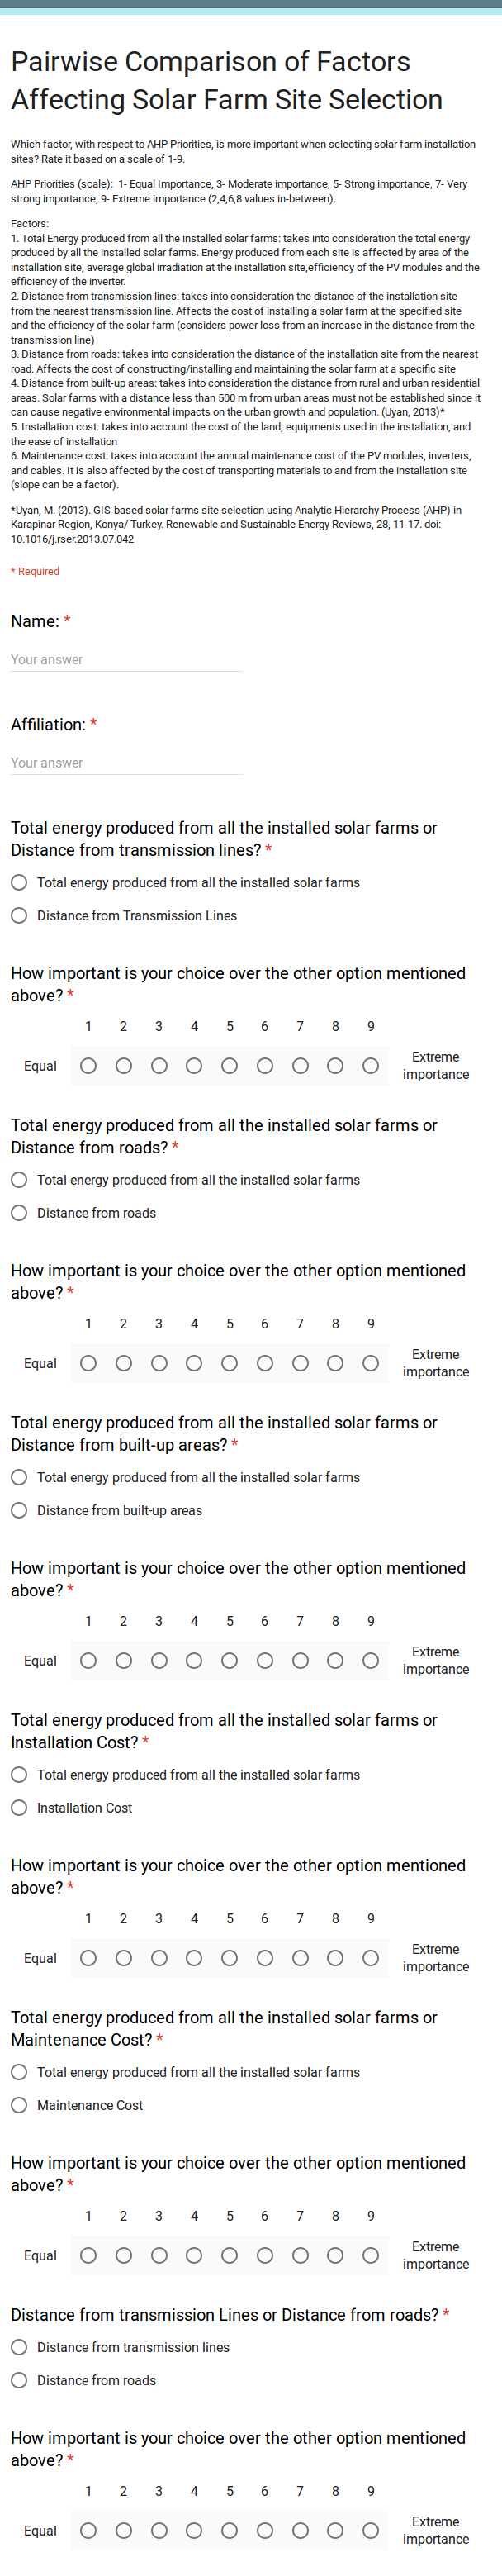 Pairwise Comparison of Factors
Affecting Solar Farm Site Selection
Which factor, with respect to AHP Priorities, is more important when selecting solar farm installation
sites? Rate it based on a scale of 1-9.
AHP Priorities (scale): 1- Equal Importance, 3- Moderate importance, 5- Strong importance, 7- Very
strong importance, 9- Extreme importance (2,4,6,8 values in-between).
Factors:
1. Total Energy produced from all the installed solar farms: takes into consideration the total energy
produced by all the installed solar farms. Energy produced from each site is affected by area of the
installation site, average global irradiation at the installation site,efficiency of the PV modules and the
efficiency of the inverter.
2. Distance from transmission lines: takes into consideration the distance of the installation site
from the nearest transmission line. Affects the cost of installing a solar farm at the specified site
and the efficiency of the solar farm (considers power loss from an increase in the distance from the
transmission line)
3. Distance from roads: takes into consideration the distance of the installation site from the nearest
road. Affects the cost of constructing/installing and maintaining the solar farm at a specific site
4. Distance from built-up areas: takes into consideration the distance from rural and urban residential
areas. Solar farms with a distance less than 500 m from urban areas must not be established since it
can cause negative environmental impacts on the urban growth and population. (Uyan, 2013)*
5. Installation cost: takes into account the cost of the land, equipments used in the installation, and
the ease of installation
6. Maintenance cost: takes into account the annual maintenance cost of the PV modules, inverters,
and cables. It is also affected by the cost of transporting materials to and from the installation site
(slope can be a factor).
*Uyan, M. (2013). GIS-based solar farms site selection using Analytic Hierarchy Process (AHP) in
Karapinar Region, Konya/ Turkey. Renewable and Sustainable Energy Reviews, 28, 11-17. doi:
10.1016/j.rser.2013.07.042
* Required
Name: *
Your answer
Affiliation: *
Your answer
Total energy produced from all the installed solar farms or
Distance from transmission lines? *
Total energy produced from all the installed solar farms
Distance from Transmission Lines
How important is your choice over the other option mentioned
above? *
1 2 3 4 5 6 7 8 9
Equal Extreme
importance
Total energy produced from all the installed solar farms or
Distance from roads? *
Total energy produced from all the installed solar farms
Distance from roads
How important is your choice over the other option mentioned
above? *
1 2 3 4 5 6 7 8 9
Equal Extreme
importance
Total energy produced from all the installed solar farms or
Distance from built-up areas? *
Total energy produced from all the installed solar farms
Distance from built-up areas
How important is your choice over the other option mentioned
above? *
1 2 3 4 5 6 7 8 9
Equal Extreme
importance
Total energy produced from all the installed solar farms or
Installation Cost? *
Total energy produced from all the installed solar farms
Installation Cost
How important is your choice over the other option mentioned
above? *
1 2 3 4 5 6 7 8 9
Equal Extreme
importance
Total energy produced from all the installed solar farms or
Maintenance Cost? *
Total energy produced from all the installed solar farms
Maintenance Cost
How important is your choice over the other option mentioned
above? *
1 2 3 4 5 6 7 8 9
Equal Extreme
importance
Distance from transmission Lines or Distance from roads? *
Distance from transmission lines
Distance from roads
How important is your choice over the other option mentioned
above? *
1 2 3 4 5 6 7 8 9
Equal Extreme
importance